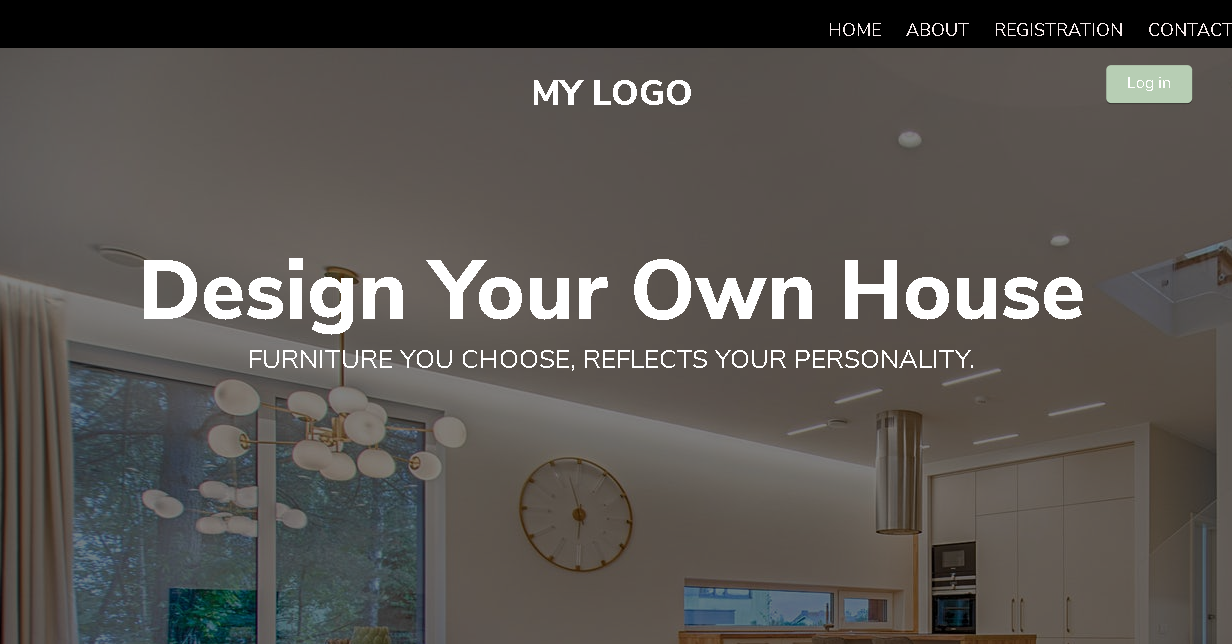 HOME ABOUT REGISTRATION CONTACT
MY LOGO
Log in
Design Your Own House
FURNITURE YOU CHOOSE, REFLECTS YOUR PERSONALITY.